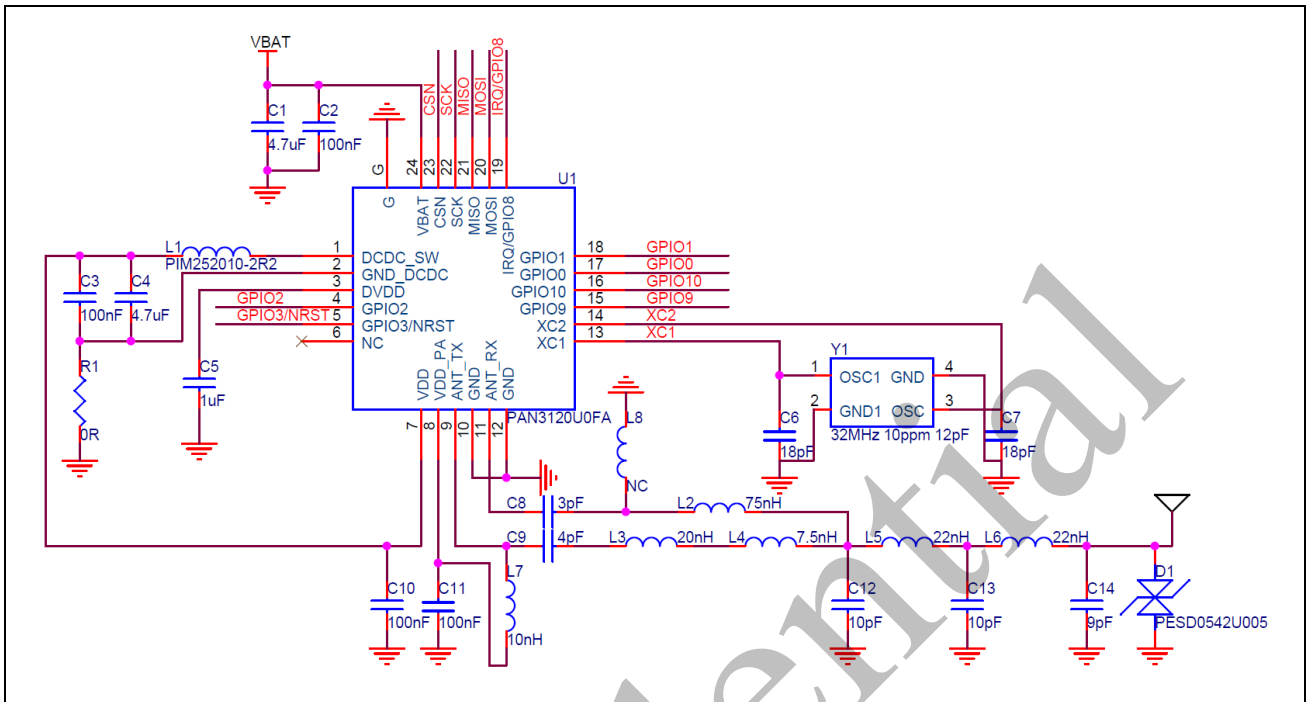 VBAT
C1
4.7uF
C2
100nF
CSN
SCK
MISO
MOSI
IRQ/GPIO8
G
24
23
22
21
20
19
U1
G
VBAT
CSN
SCK
MISO
MOSI
IRQ/GPIO8
L1
PIM252010-2R2
C3
100nF
C4
4.7uF
R1
0R
C5
1uF
GPIO2
GPIO3/NRST
1
2
3
4
5
6
DCDC_SW
GND_DCDC
DVDD
GPIO2
GPIO3/NRST
NC
GPIO1
GPIO0
GPIO10
GPIO9
XC2
XC1
18
17
16
15
14
13
GPIO1
GPIO0
GPIO10
GPIO9
XC2
XC1
VDD
VDD_PA
ANT_TX
GND
ANT_RX
GND
PAN3120U0FA
7
8
9
10
11
12
Y1
1
OSC1 GND
4
2
GND1 OSC
3
32MHz 10ppm 12pF
C6
18pF
C7
18pF
L8
NC
C8
3pF
L2
75nH
C9
4pF
L3
20nH
L4
7.5nH
L5
22nH
L6
22nH
L7
10nH
C10
100nF
C11
100nF
C12
10pF
C13
10pF
C14
9pF
D1
PESD0542U005